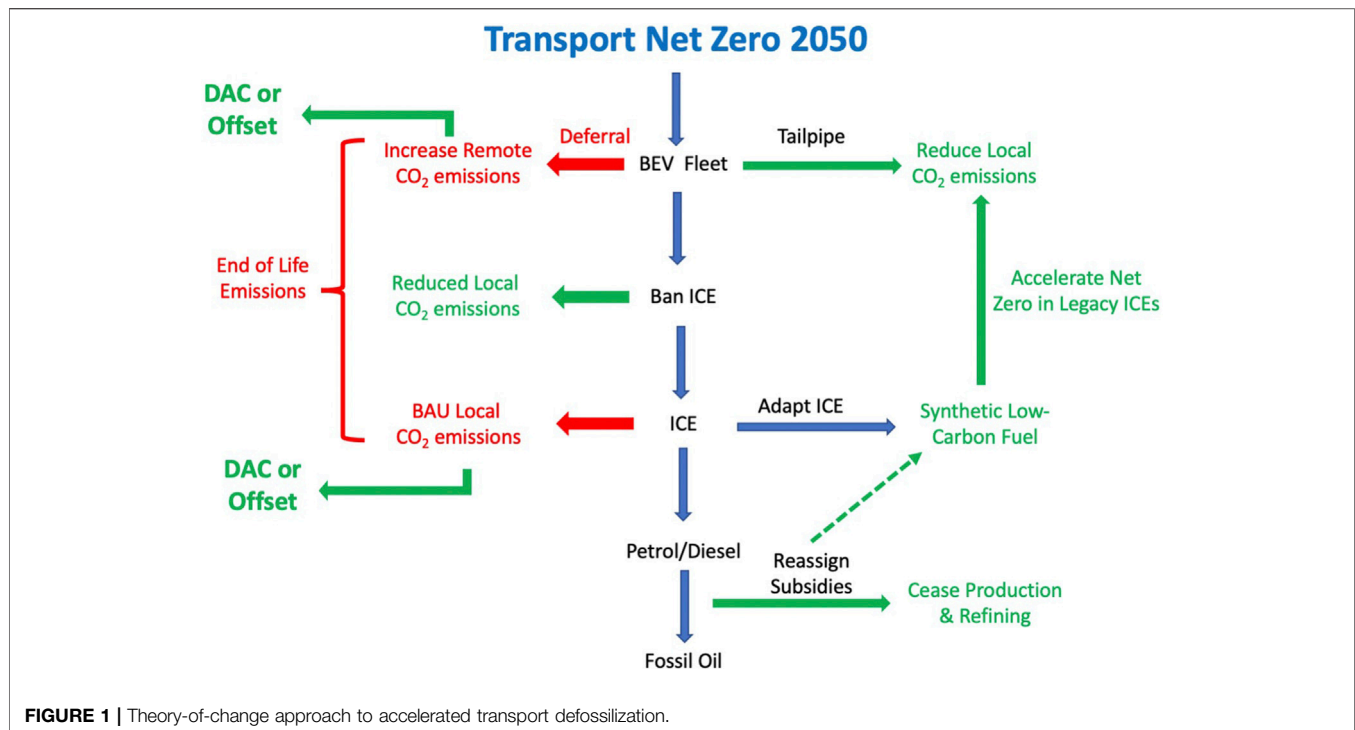 Transport Net Zero 2050
DAC or
Offset
Deferral
Tailpipe
Increase Remote
CO₂ emissions
BEV Fleet
Reduce Local
CO₂ emissions
End of Life
Emissions
Reduced Local
CO₂ emissions
Ban ICE
Accelerate Net
Zero in Legacy ICEs
BAU Local
CO₂ emissions
ICE
Adapt ICE
Synthetic Low-
Carbon Fuel
DAC or
Offset
Petrol/Diesel
Reassign
Subsidies
Cease Production
& Refining
Fossil Oil
FIGURE 1 | Theory-of-change approach to accelerated transport defossilization.